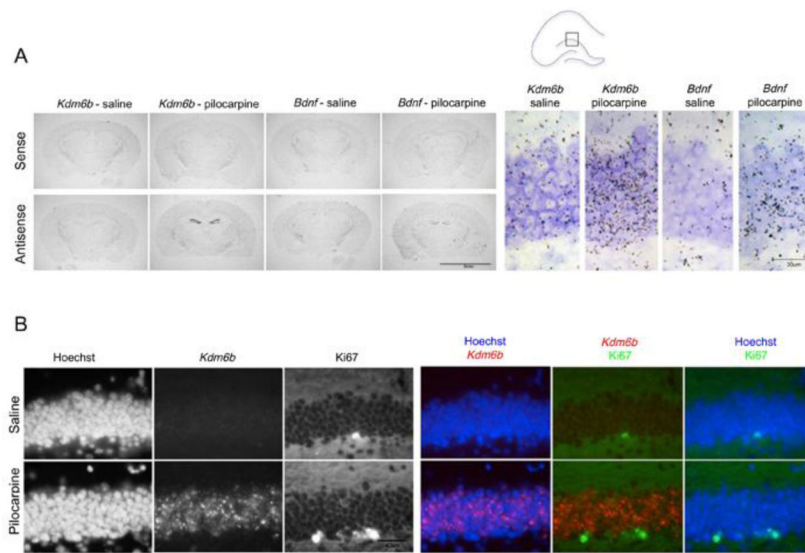 A
Kdm6b - saline
Kdm6b - pilocarpine
Bdnf - saline
Bdnf - pilocarpine
Kdm6b
saline
Kdm6b
pilocarpine
Bdnf
saline
Bdnf
pilocarpine
Sense
Antisense
B
Hoechst
Kdm6b
Ki67
Hoechst
Kdm6b
Kdm6b
Ki67
Hoechst
Ki67
Saline
Pilocarpine